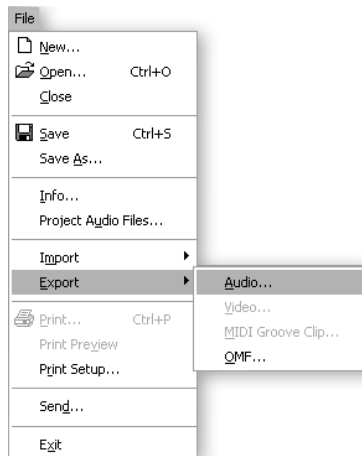 File
New...
Open... Ctrl+O
Close
Save Ctrl+S
Save As...
Info...
Project Audio Files...
Import
Export
Audio...
Video...
MIDI Groove Clip...
OMF...
Print... Ctrl+P
Print Preview
Print Setup...
Send...
Exit